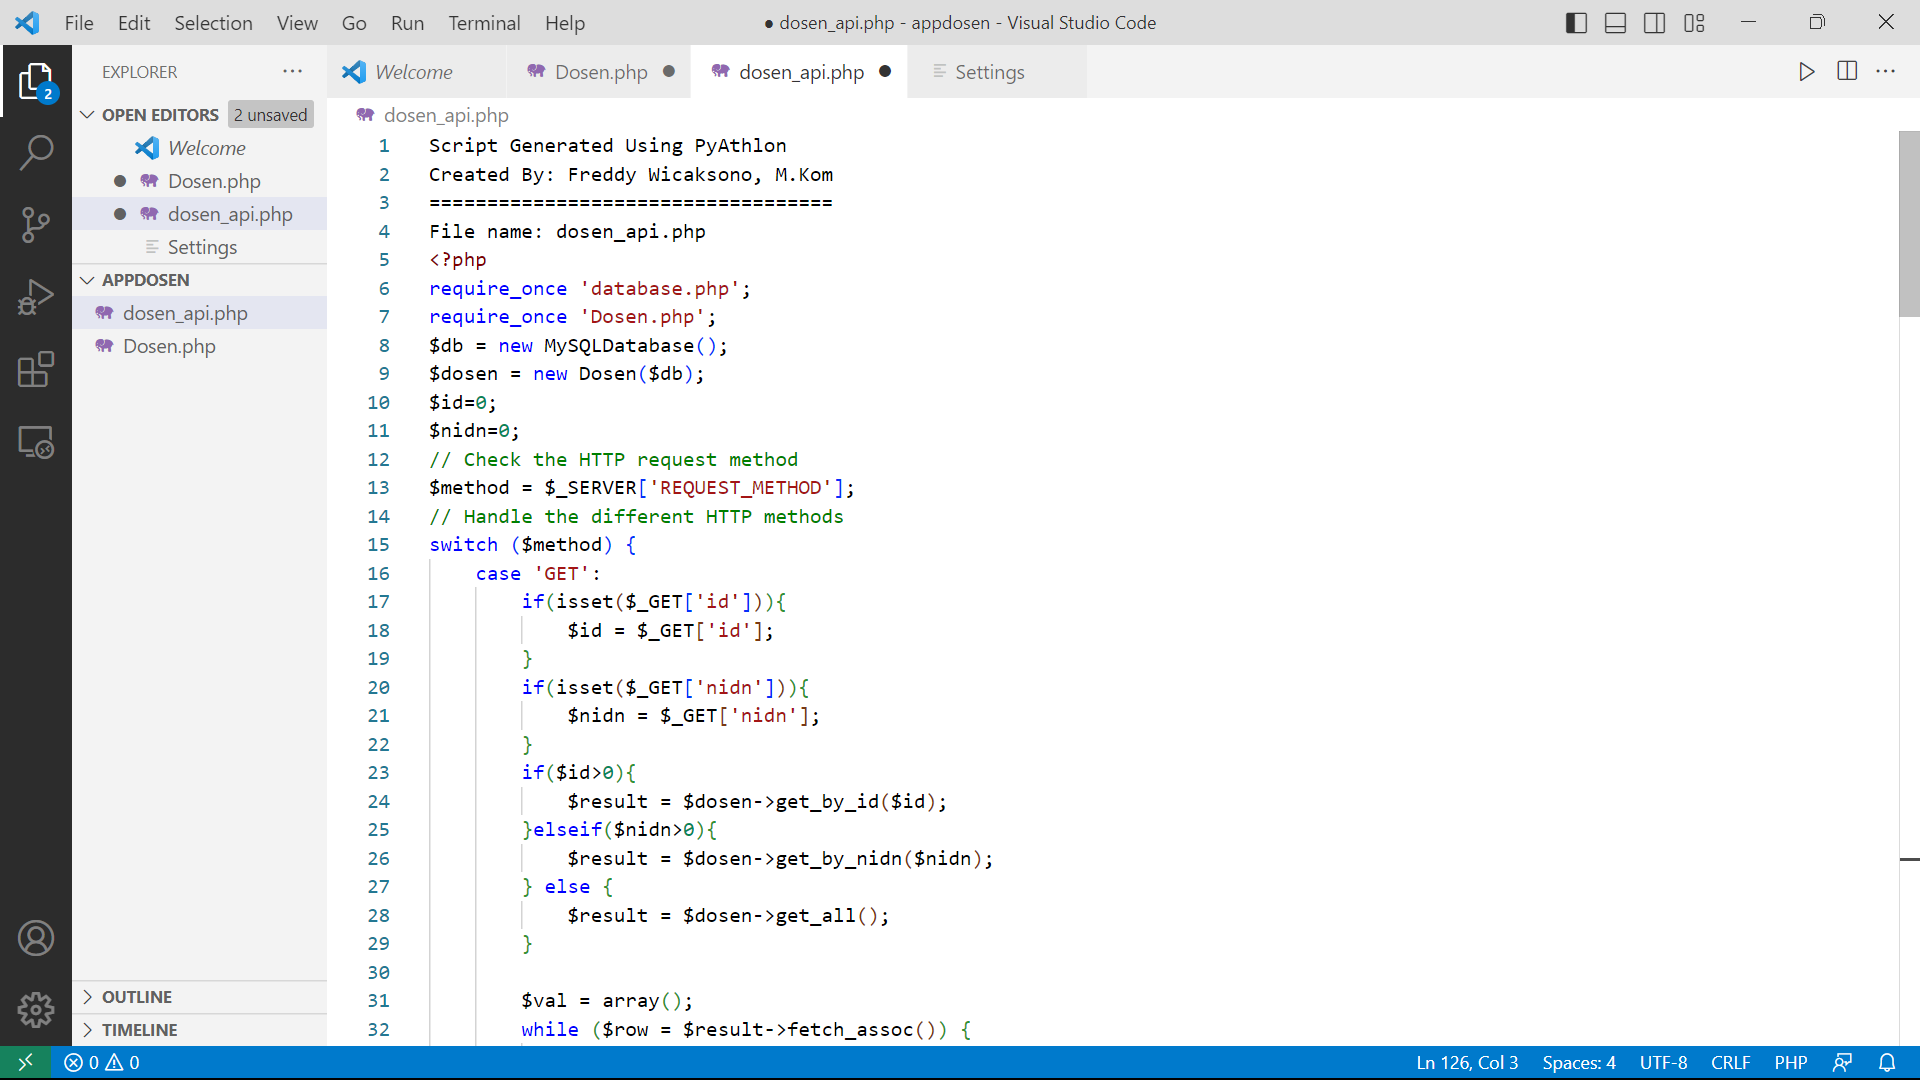 File Edit Selection View Go Run Terminal Help
● dosen_api.php - appdosen - Visual Studio Code
2
EXPLORER
OPEN EDITORS 2 unsaved
Welcome
Dosen.php
dosen_api.php
Settings
APPDOSEN
dosen_api.php
Dosen.php
OUTLINE
TIMELINE
Welcome Dosen.php dosen_api.php Settings
dosen_api.php
1 Script Generated Using PyAthlon
2 Created By: Freddy Wicaksono, M.Kom
3 ===================================
4 File name: dosen_api.php
5 <?php
6 require_once 'database.php';
7 require_once 'Dosen.php';
8 $db = new MySQLDatabase();
9 $dosen = new Dosen($db);
10 $id=0;
11 $nidn=0;
12 // Check the HTTP request method
13 $method = $_SERVER['REQUEST_METHOD'];
14 // Handle the different HTTP methods
15 switch ($method) {
16     case 'GET':
17         if(isset($_GET['id'])){
18             $id = $_GET['id'];
19         }
20         if(isset($_GET['nidn'])){
21             $nidn = $_GET['nidn'];
22         }
23         if($id>0){
24             $result = $dosen->get_by_id($id);
25         }elseif($nidn>0){
26             $result = $dosen->get_by_nidn($nidn);
27         } else {
28             $result = $dosen->get_all();
29         }
30
31         $val = array();
32         while ($row = $result->fetch_assoc()) {
0 0 Ln 126, Col 3 Spaces: 4 UTF-8 CRLF PHP